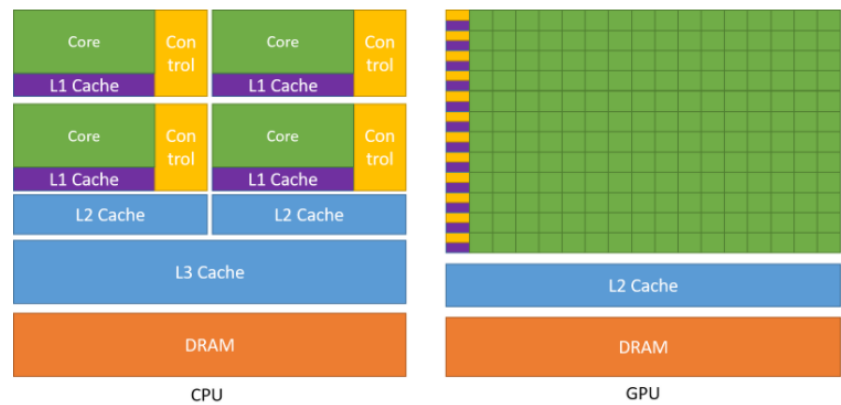 Core
Con
trol
Core
Con
trol
L1 Cache
L1 Cache
Core
Con
trol
Core
Con
trol
L1 Cache
L1 Cache
L2 Cache
L2 Cache
L3 Cache
DRAM
CPU
L2 Cache
DRAM
GPU